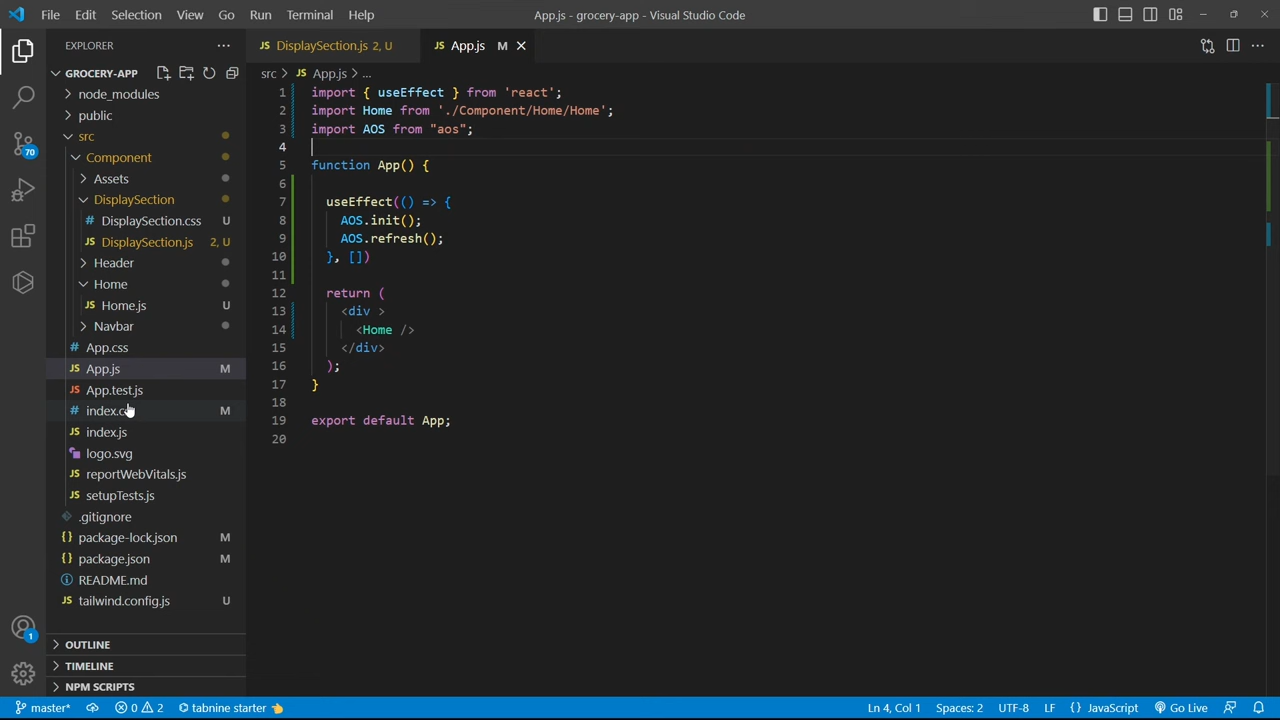 File Edit Selection View Go Run Terminal Help
App.js - grocery-app - Visual Studio Code
EXPLORER
GROCERY-APP
node_modules
public
src
Component
Assets
DisplaySection
DisplaySection.css U
DisplaySection.js 2, U
Header
Home
Home.js U
Navbar
App.css
App.js M
App.test.js
M
index.js
logo.svg
reportWebVitals.js
setupTests.js
.gitignore
package-lock.json M
package.json M
README.md
tailwind.config.js U
OUTLINE
TIMELINE
NPM SCRIPTS
70
1
DisplaySection.js 2, U
App.js M
src > JS App.js > ...
1 import { useEffect } from 'react';
2 import Home from './Component/Home/Home';
3 import AOS from "aos";
4
5 function App() {
6
7 useEffect(() => {
8 AOS.init();
9 AOS.refresh();
10 }, [])
11
12 return (
13 <div >
14 <Home />
15 </div>
16 );
17 }
18
19 export default App;
20
master* 0 2 tabnine starter
Ln 4, Col 1 Spaces: 2 UTF-8 LF {} JavaScript Go Live